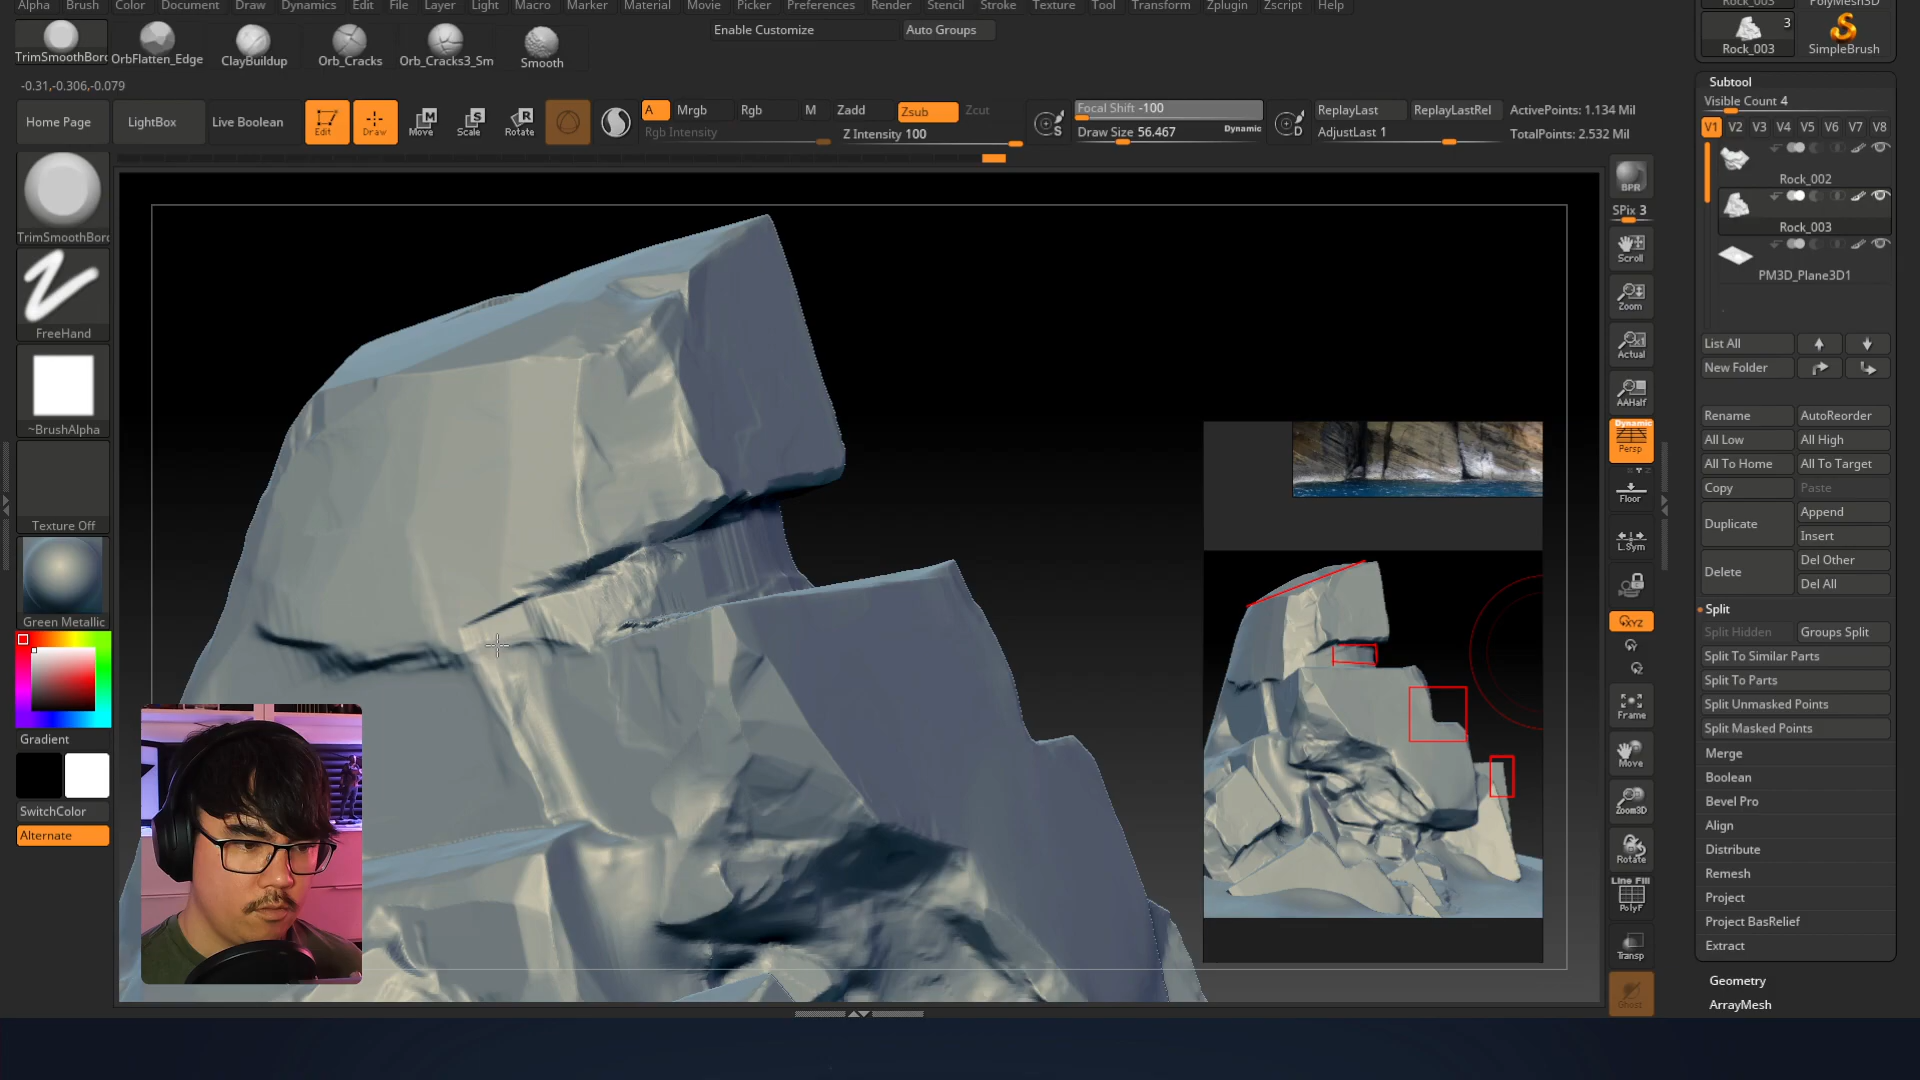 Alpha Brush Color Document Draw Dynamics Edit File Layer Light Macro Marker Material Movie Picker Preferences Render Stencil Stroke Texture Tool Transform Zplugin Zscript Help
Rock_003 PolyMesh3D
Enable Customize Auto Groups
3
Rock_003 SimpleBrush
TrimSmoothBord OrbFlatten_Edge ClayBuildup Orb_Cracks Orb_Cracks3_Sm Smooth
-0.31,-0.306,-0.079
Subtool
Visible Count 4
V1 V2 V3 V4 V5 V6 V7 V8
Home Page LightBox Live Boolean Edit Draw Move Scale Rotate
A Mrgb Rgb M Zadd Zsub Zcut
Rgb Intensity Z Intensity 100
S
Focal Shift -100
Draw Size 56.467 Dynamic
D
ReplayLast ReplayLastRel ActivePoints: 1.134 Mil
AdjustLast 1 TotalPoints: 2.532 Mil
TrimSmoothBord
FreeHand
~BrushAlpha
Texture Off
Green Metallic
Gradient
SwitchColor
Alternate
BPR
SPix 3
Scroll
Zoom
Actual
AAHalf
Dynamic
Persp
Floor
L.Sym
XYZ
Frame
Move
Zoom3D
Rotate
Line Fill
PolyF
Transp
Ghost
Rock_002
Rock_003
PM3D_Plane3D1
List All
New Folder
Rename AutoReorder
All Low All High
All To Home All To Target
Copy Paste
Duplicate Append
Insert
Delete Del Other
Del All
Split
Split Hidden Groups Split
Split To Similar Parts
Split To Parts
Split Unmasked Points
Split Masked Points
Merge
Boolean
Bevel Pro
Align
Distribute
Remesh
Project
Project BasRelief
Extract
Geometry
ArrayMesh